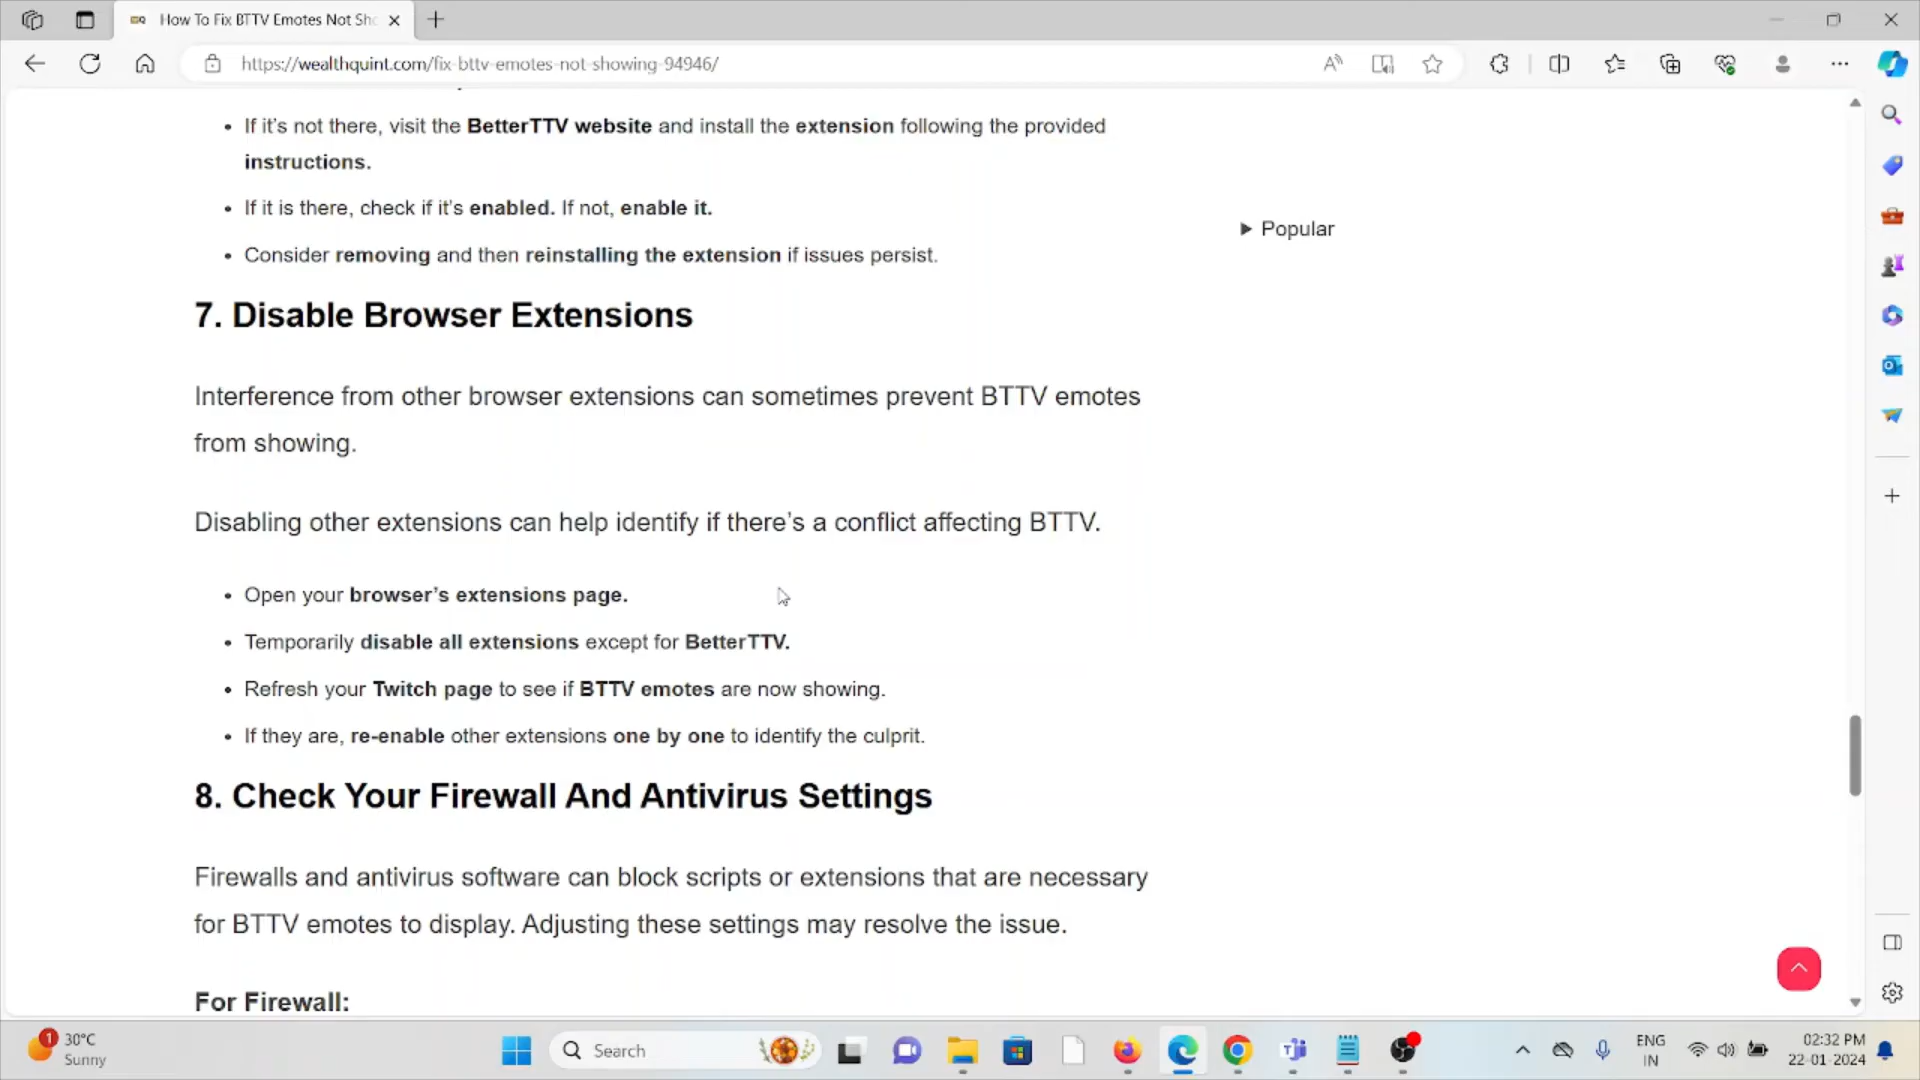 How To Fix BTTV Emotes Not Sho
https://wealthquint.com/fix-bttv-emotes-not-showing-94946/
• If it’s not there, visit the BetterTTV website and install the extension following the provided
instructions.
• If it is there, check if it’s enabled. If not, enable it.
• Consider removing and then reinstalling the extension if issues persist.
▶ Popular
7. Disable Browser Extensions
Interference from other browser extensions can sometimes prevent BTTV emotes
from showing.
Disabling other extensions can help identify if there’s a conflict affecting BTTV.
• Open your browser’s extensions page.
• Temporarily disable all extensions except for BetterTTV.
• Refresh your Twitch page to see if BTTV emotes are now showing.
• If they are, re-enable other extensions one by one to identify the culprit.
8. Check Your Firewall And Antivirus Settings
Firewalls and antivirus software can block scripts or extensions that are necessary
for BTTV emotes to display. Adjusting these settings may resolve the issue.
For Firewall:
1
30°C
Sunny
Search
ENG
IN
02:32 PM
22-01-2024